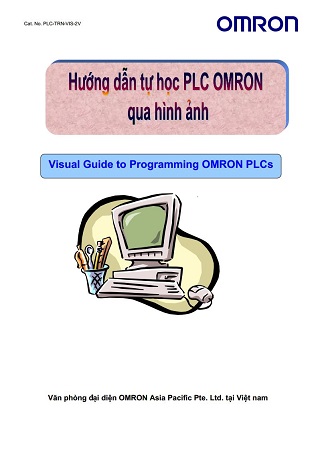 Cat. No. PLC-TRN-VIS-2V
OMRON
Hướng dẫn tự học PLC OMRON
qua hình ảnh
Visual Guide to Programming OMRON PLCs
Văn phòng đại diện OMRON Asia Pacific Pte. Ltd. tại Việt nam